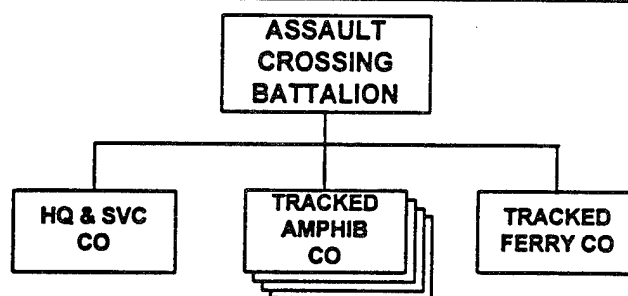 ASSAULT
CROSSING
BATTALION
HQ & SVC
CO
TRACKED
AMPHIB
CO
TRACKED
FERRY CO